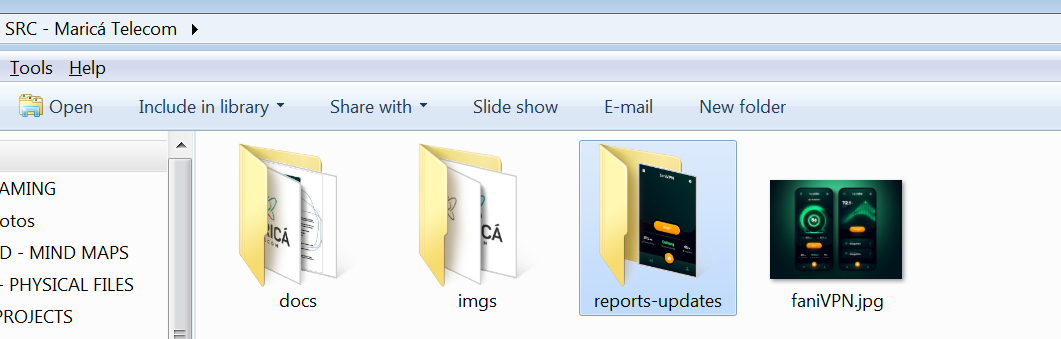 SRC - Maricá Telecom
Tools Help
Open Include in library Share with Slide show E-mail New folder
AMING
otos
D - MIND MAPS
- PHYSICAL FILES
PROJECTS
docs
imgs
reports-updates
faniVPN.jpg